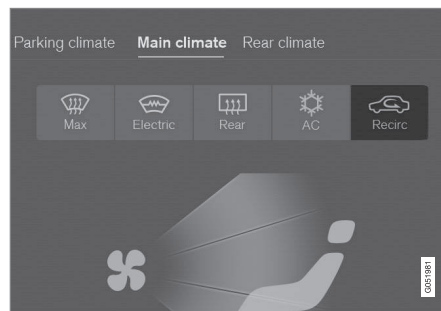 Parking climate Main climate Rear climate
Max Electric Rear AC Recirc
G051981